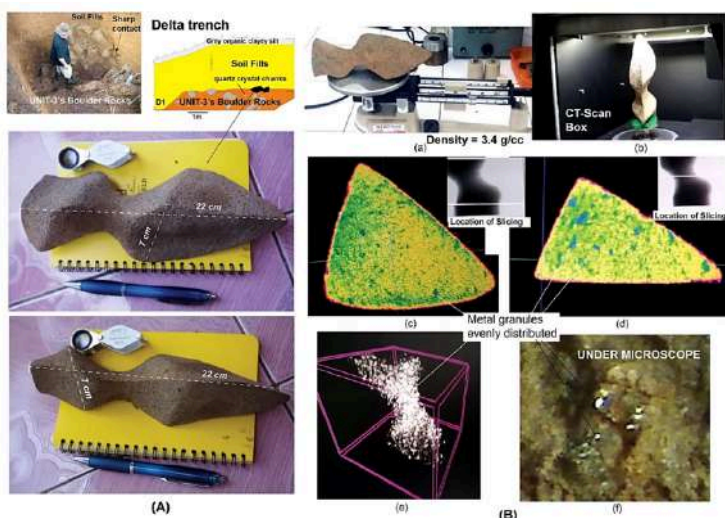 Soil Fills
Sharp
contact
UNIT-3's Boulder Rocks
Delta trench
Grey organic clayey silt
Soil Fills
quartz crystal charms
D1
UNIT-3's Boulder Rocks
1m
22 cm
7 cm
22 cm
7 cm
(A)
Density = 3.4 g/cc
(a)
CT-Scan
Box
(b)
Location of Slicing
(c)
Location of Slicing
(d)
Metal granules
evenly distributed
(e)
UNDER MICROSCOPE
(f)
(B)